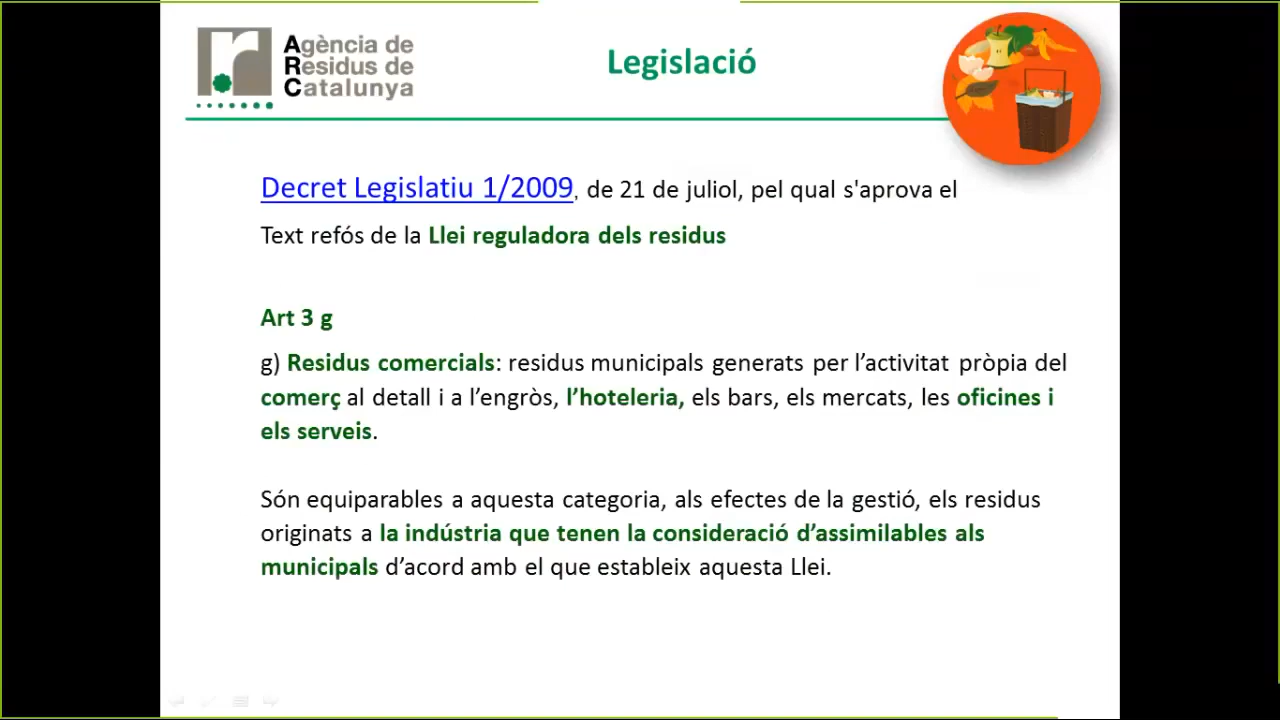 Agència de
Residus de
Catalunya
Legislació
Decret Legislatiu 1/2009, de 21 de juliol, pel qual s'aprova el
Text refós de la Llei reguladora dels residus
Art 3 g
g) Residus comercials: residus municipals generats per l’activitat pròpia del
comerç al detall i a l’engròs, l’hoteleria, els bars, els mercats, les oficines i
els serveis.
Són equiparables a aquesta categoria, als efectes de la gestió, els residus
originats a la indústria que tenen la consideració d’assimilables als
municipals d’acord amb el que estableix aquesta Llei.